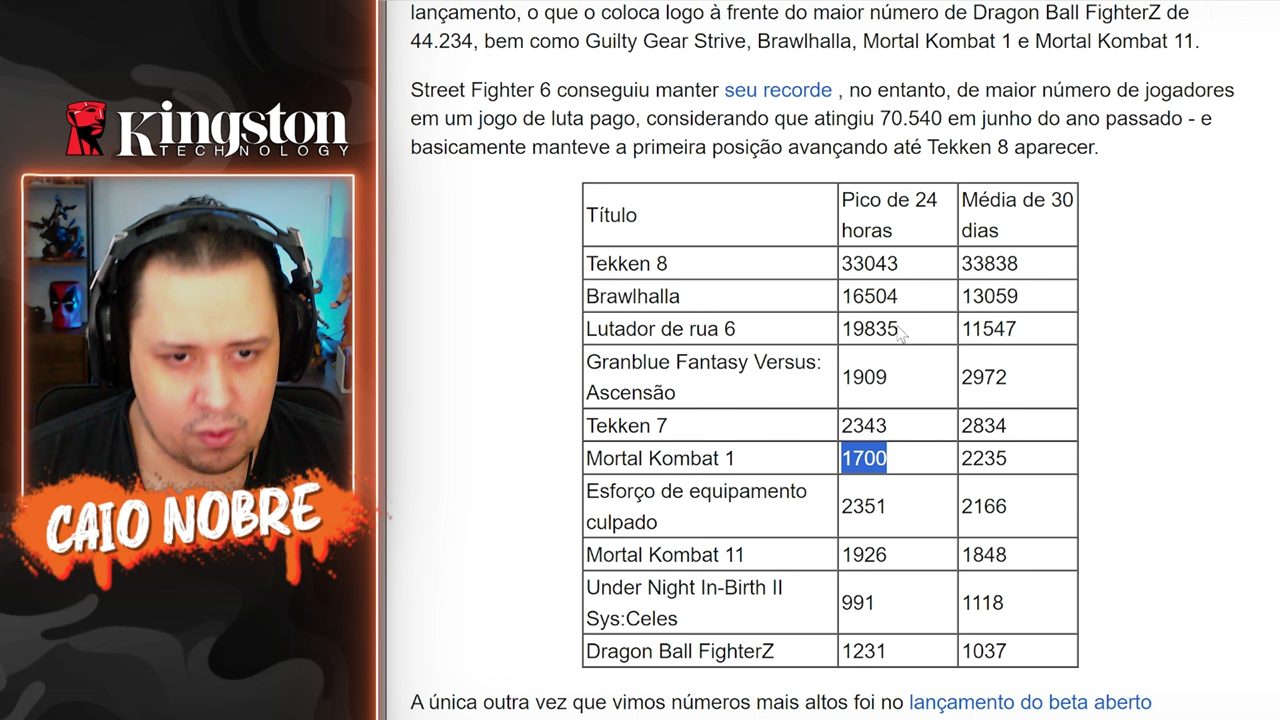 Kingston
TECHNOLOGY
CAIO NOBRE
lançamento, o que o coloca logo à frente do maior número de Dragon Ball FighterZ de
44.234, bem como Guilty Gear Strive, Brawlhalla, Mortal Kombat 1 e Mortal Kombat 11.
Street Fighter 6 conseguiu manter seu recorde , no entanto, de maior número de jogadores
em um jogo de luta pago, considerando que atingiu 70.540 em junho do ano passado - e
basicamente manteve a primeira posição avançando até Tekken 8 aparecer.
Título Pico de 24 horas Média de 30 dias
Tekken 8 33043 33838
Brawlhalla 16504 13059
Lutador de rua 6 19835 11547
Granblue Fantasy Versus: Ascensão 1909 2972
Tekken 7 2343 2834
Mortal Kombat 1 1700 2235
Esforço de equipamento culpado 2351 2166
Mortal Kombat 11 1926 1848
Under Night In-Birth II Sys:Celes 991 1118
Dragon Ball FighterZ 1231 1037
A única outra vez que vimos números mais altos foi no lançamento do beta aberto